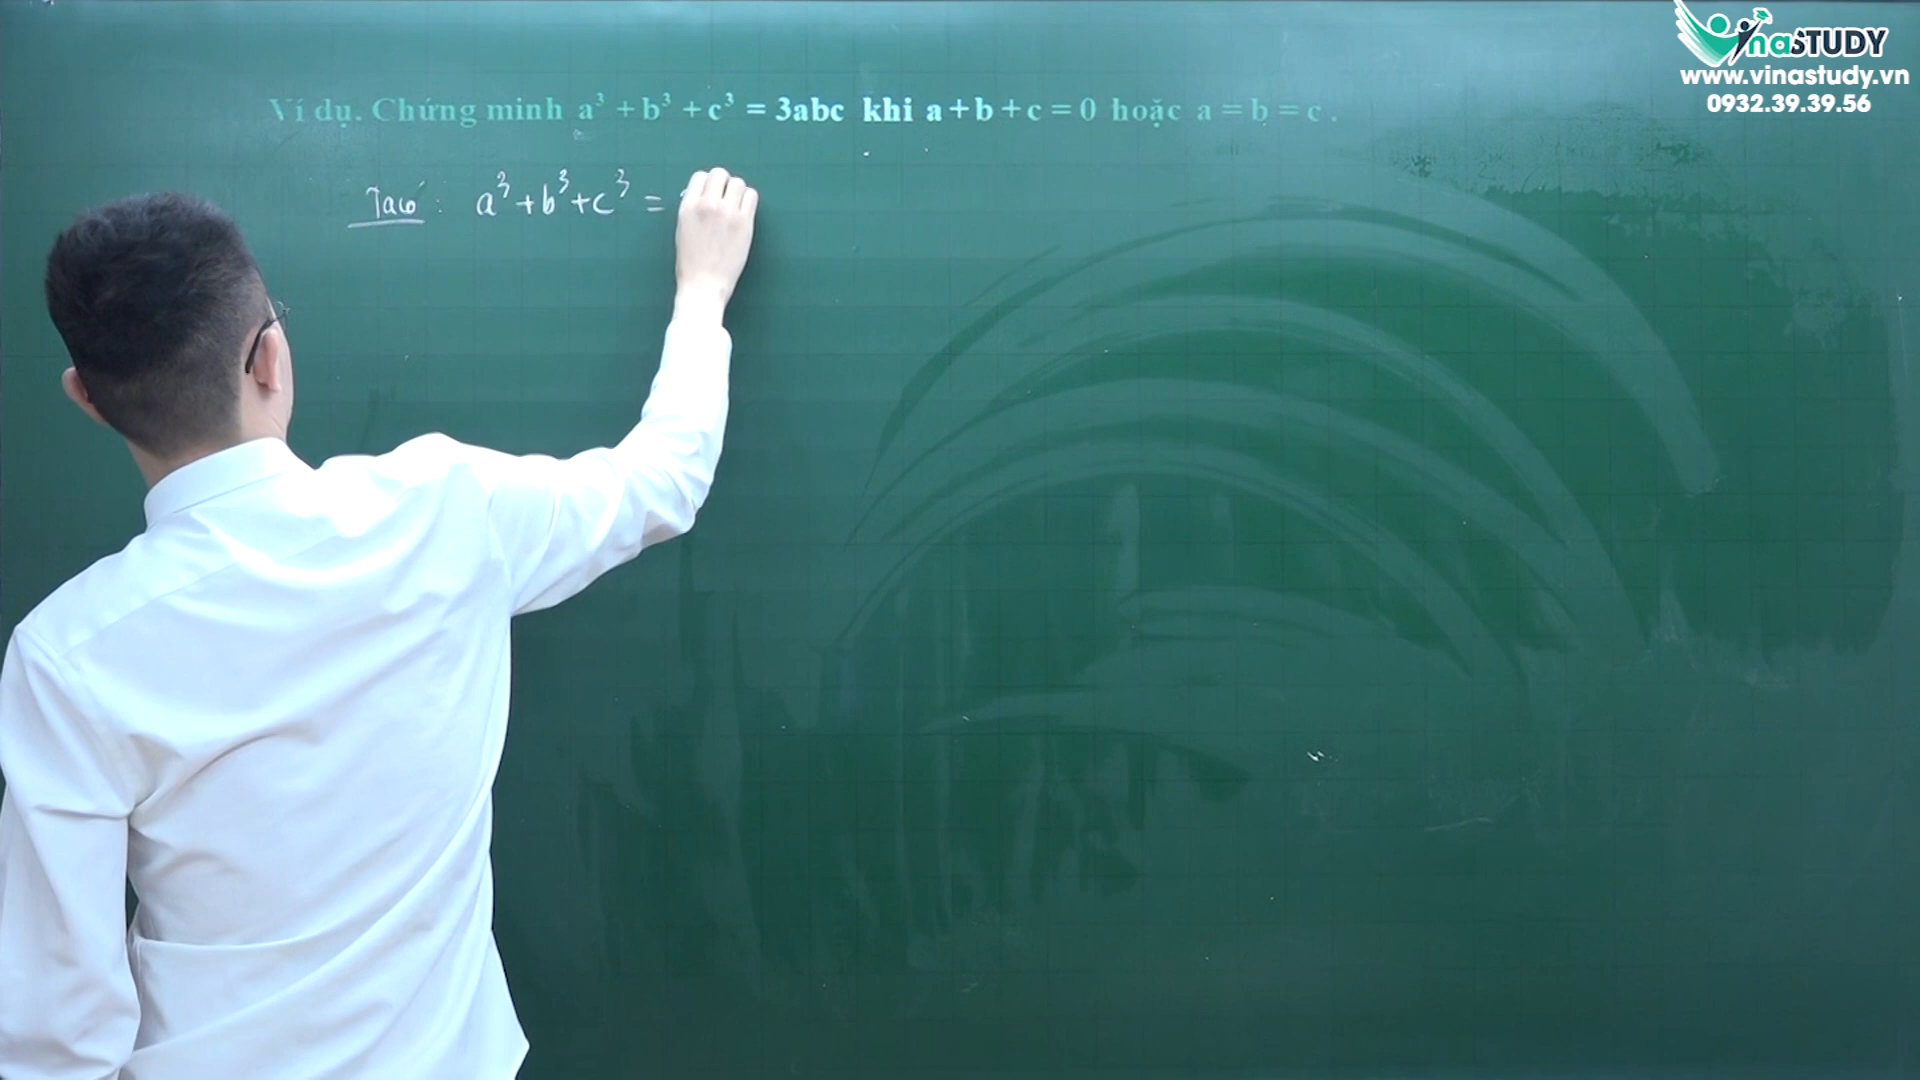 VinaSTUDY
www.vinastudy.vn
0932.39.39.56
Ví dụ. Chứng minh a³ + b³ + c³ = 3abc khi a + b + c = 0 hoặc a = b = c .
Ta có : a³ + b³ + c³ =